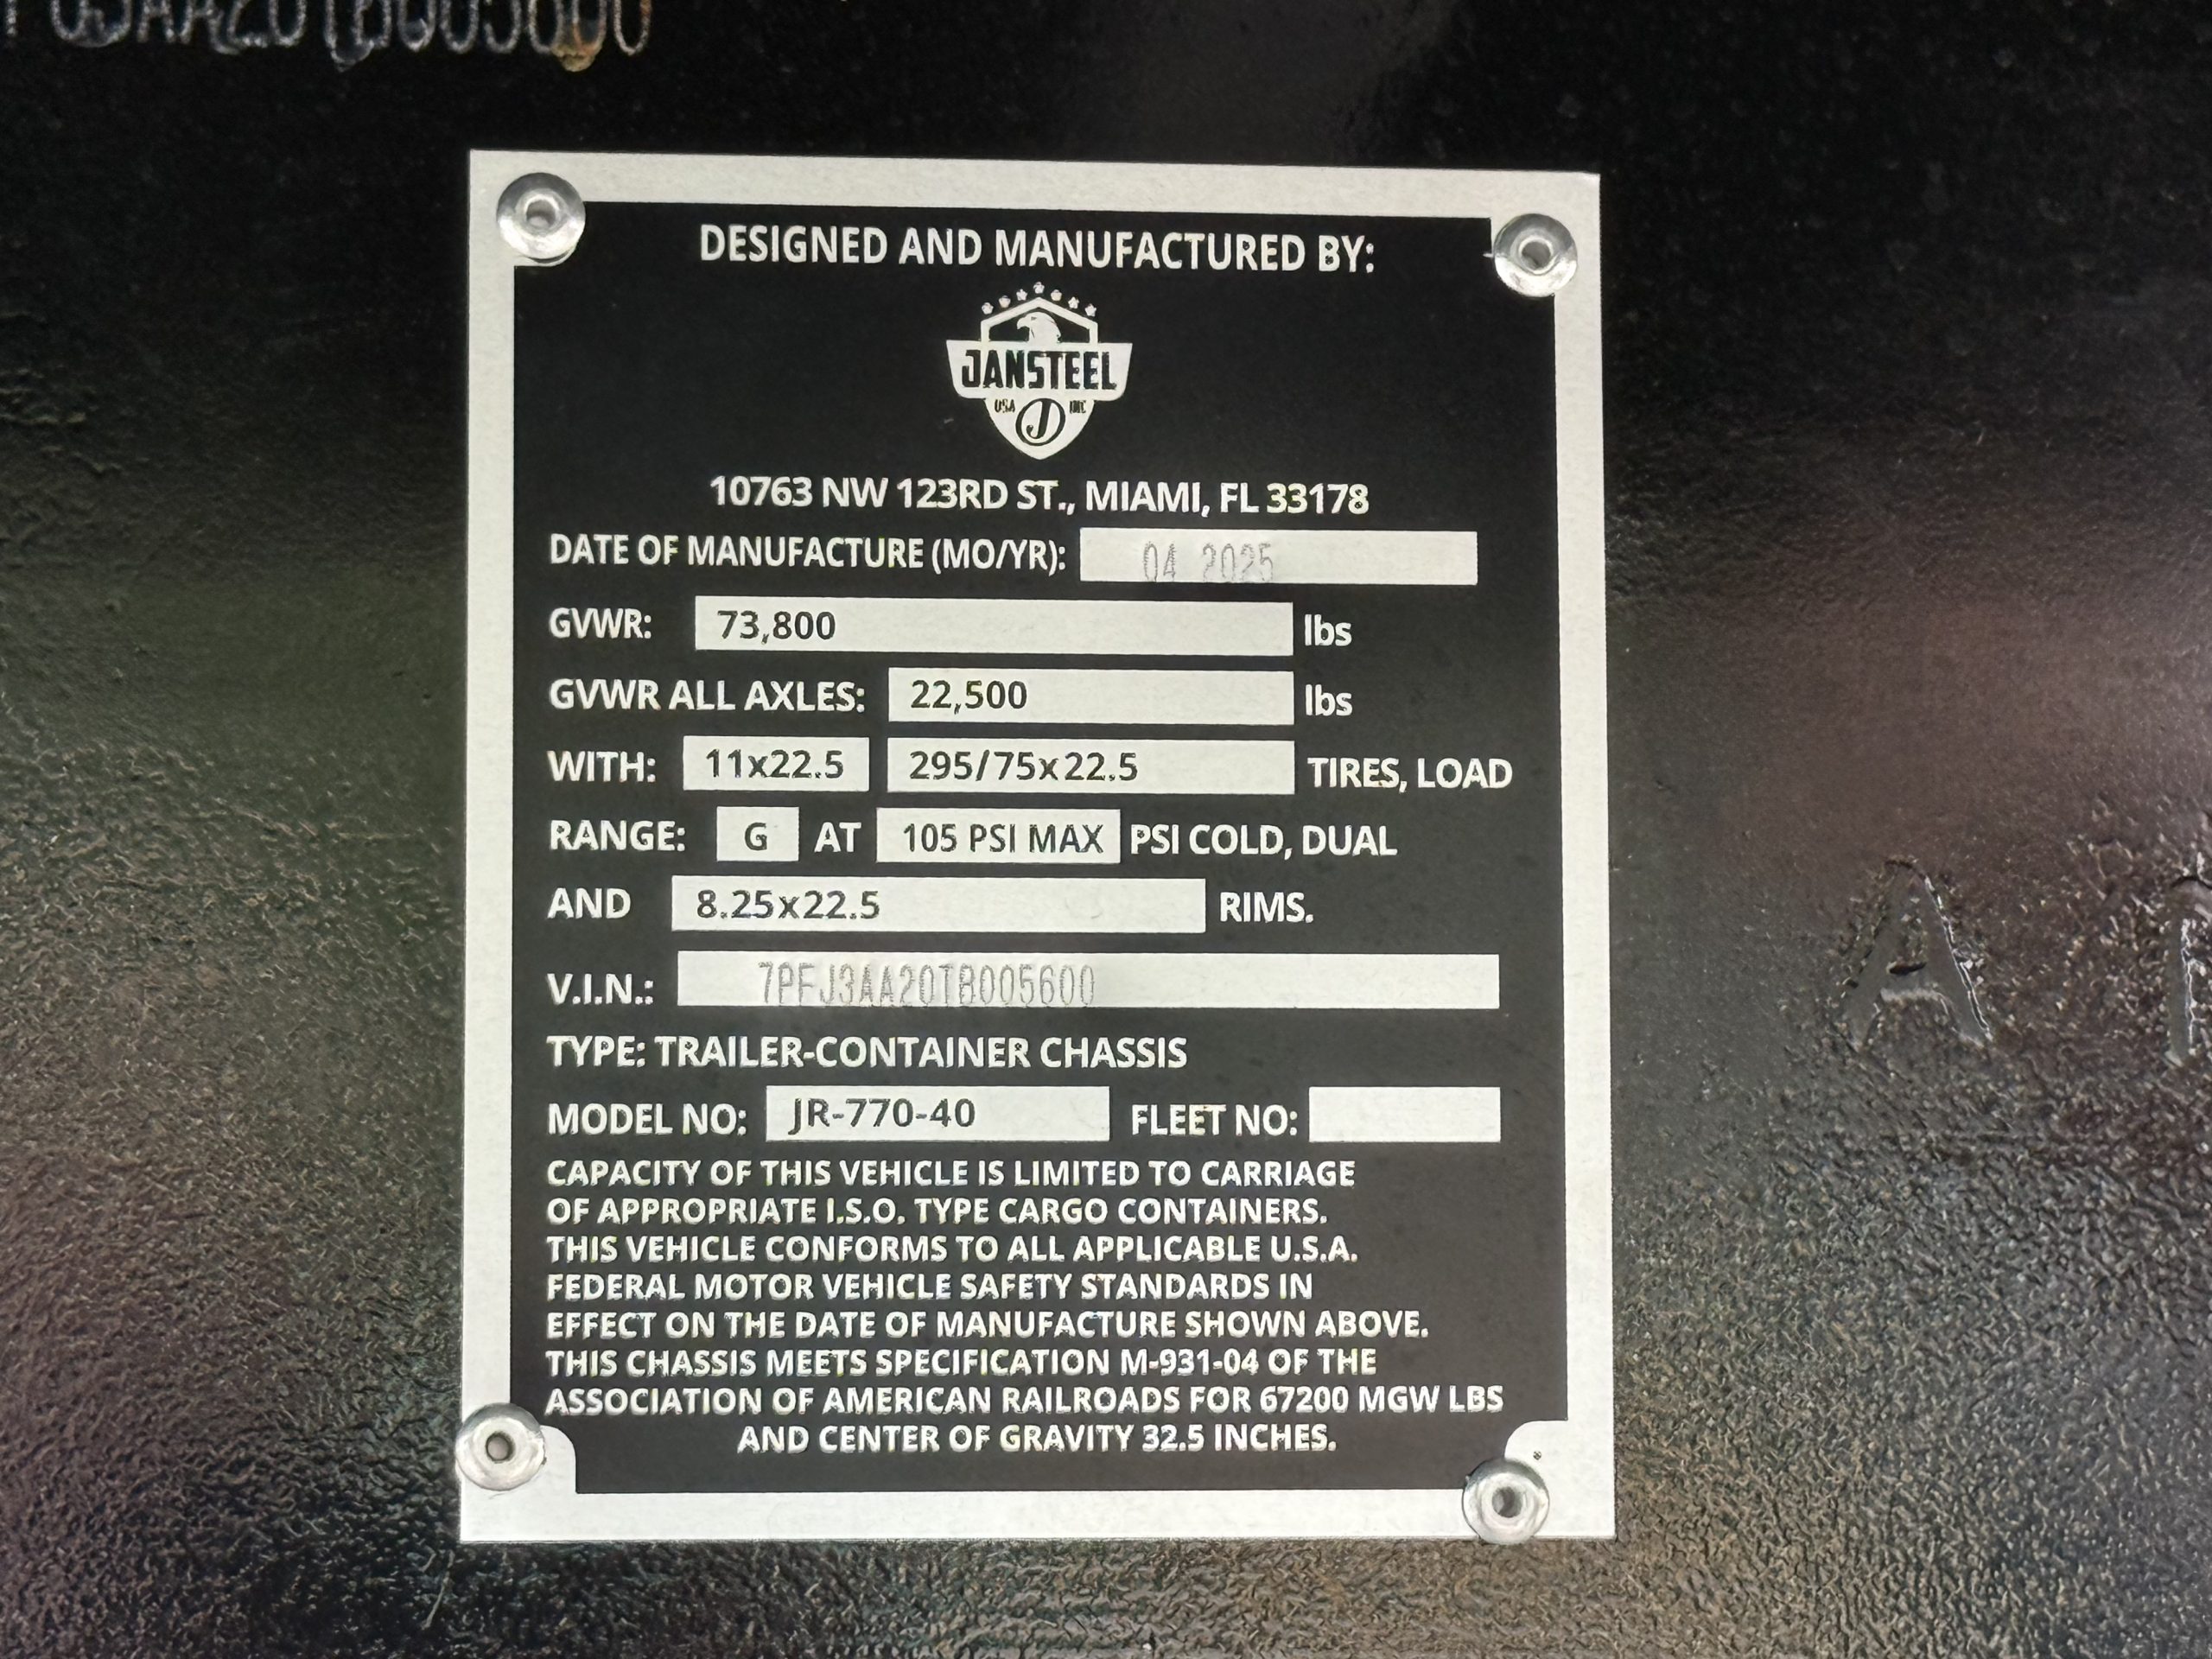 DESIGNED AND MANUFACTURED BY:
JANSTEEL
USA J INC
10763 NW 123RD ST., MIAMI, FL 33178
DATE OF MANUFACTURE (MO/YR): 04 2025
GVWR: 73,800 lbs
GVWR ALL AXLES: 22,500 lbs
WITH: 11x22.5 295/75x22.5 TIRES, LOAD
RANGE: G AT 105 PSI MAX PSI COLD, DUAL
AND 8.25x22.5 RIMS.
V.I.N.: 7PFJ3AA20TB005600
TYPE: TRAILER-CONTAINER CHASSIS
MODEL NO: JR-770-40 FLEET NO:
CAPACITY OF THIS VEHICLE IS LIMITED TO CARRIAGE
OF APPROPRIATE I.S.O. TYPE CARGO CONTAINERS.
THIS VEHICLE CONFORMS TO ALL APPLICABLE U.S.A.
FEDERAL MOTOR VEHICLE SAFETY STANDARDS IN
EFFECT ON THE DATE OF MANUFACTURE SHOWN ABOVE.
THIS CHASSIS MEETS SPECIFICATION M-931-04 OF THE
ASSOCIATION OF AMERICAN RAILROADS FOR 67200 MGW LBS
AND CENTER OF GRAVITY 32.5 INCHES.
A